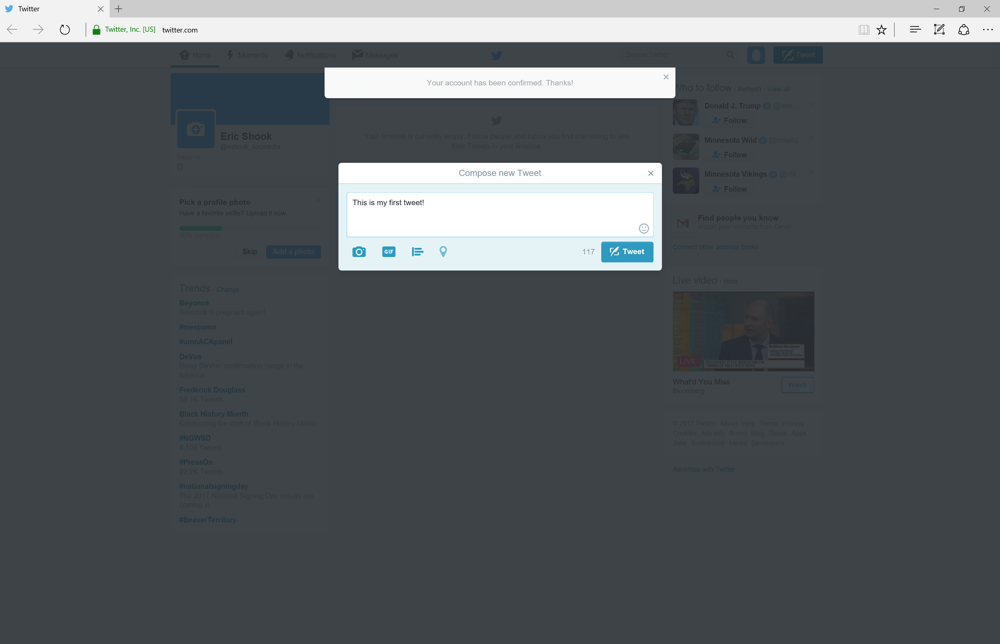 Twitter
Twitter, Inc. [US] twitter.com
Home Moments Notifications Messages Search Twitter Tweet
Your account has been confirmed. Thanks!
Eric Shook
@eshook_socmedia
TWEETS
0
Pick a profile photo
Have a favorite selfie? Upload it now.
30% complete
Skip Add a photo
Trends · Change
Beyoncé
Beyoncé is pregnant again!
#mespamn
#umnACApanel
DeVos
Betsy DeVos' confirmation hangs in the
balance
Frederick Douglass
58.1K Tweets
Black History Month
Celebrating the start of Black History Month
#NGWSD
4,109 Tweets
#PressOn
22.2K Tweets
#nationalsigningday
The 2017 National Signing Day results are
coming in
#BeaverTerritory
Your timeline is currently empty. Follow people and topics you find interesting to see
their Tweets in your timeline.
Compose new Tweet
This is my first tweet!
GIF
117 Tweet
Who to follow · Refresh · View all
Donald J. Trump @real...
Follow
Minnesota Wild @mnwild
Follow
Minnesota Vikings @Vik...
Follow
Find people you know
Import your contacts from Gmail
Connect other address books
Live video · Hide
Matthew Hornbach
MORGAN STANLEY
GLOBAL HEAD OF
INTEREST RATE STRATEGY
LIVE
FED GIVES LITTLE INDICATION ON
TIMING OF NEXT RATE MOVE
What'd You Miss
Bloomberg
Watch
© 2017 Twitter About Help Terms Privacy
Cookies Ads info Brand Blog Status Apps
Jobs Businesses Media Developers
Advertise with Twitter